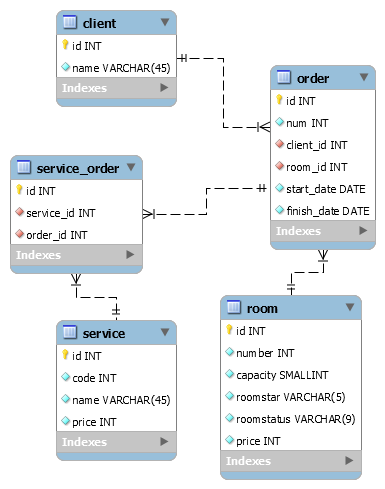 client
id INT
name VARCHAR(45)
Indexes
order
id INT
num INT
client_id INT
room_id INT
start_date DATE
finish_date DATE
Indexes
service_order
id INT
service_id INT
order_id INT
Indexes
service
id INT
code INT
name VARCHAR(45)
price INT
Indexes
room
id INT
number INT
capacity SMALLINT
roomstar VARCHAR(5)
roomstatus VARCHAR(9)
price INT
Indexes